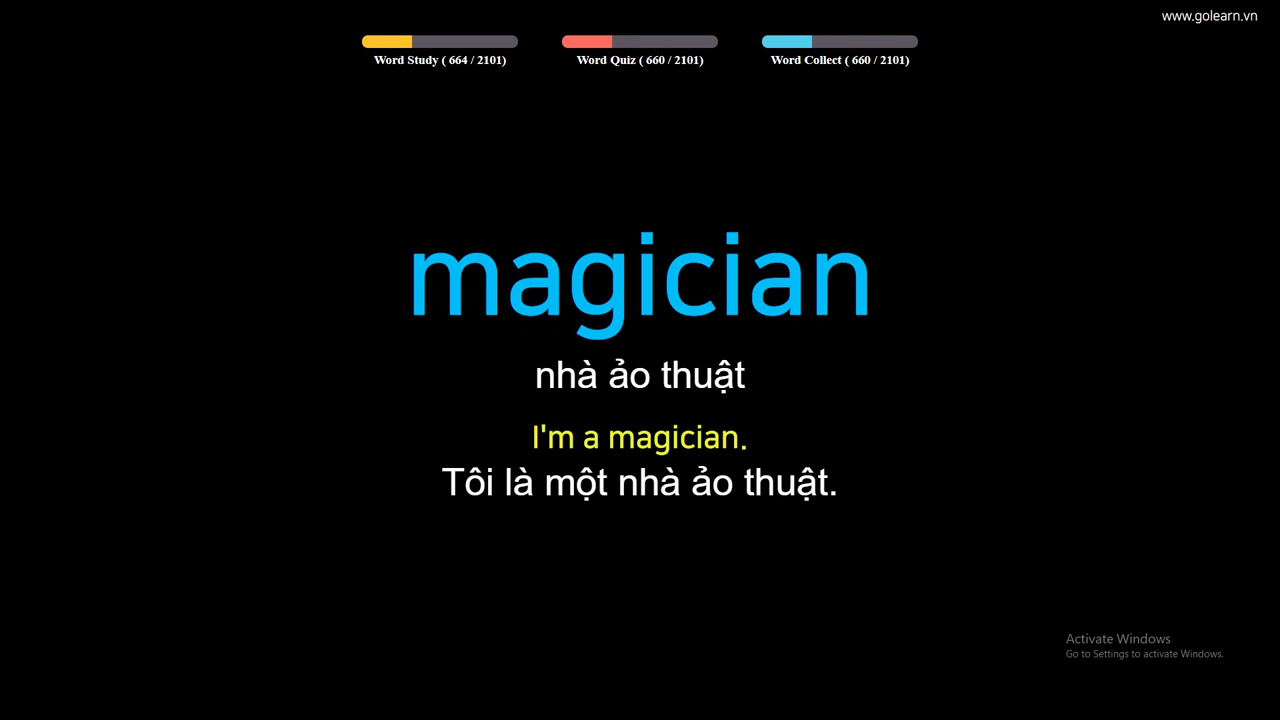 www.golearn.vn
Word Study ( 664 / 2101)
Word Quiz ( 660 / 2101)
Word Collect ( 660 / 2101)
magician
nhà ảo thuật
I'm a magician.
Tôi là một nhà ảo thuật.
Activate Windows
Go to Settings to activate Windows.